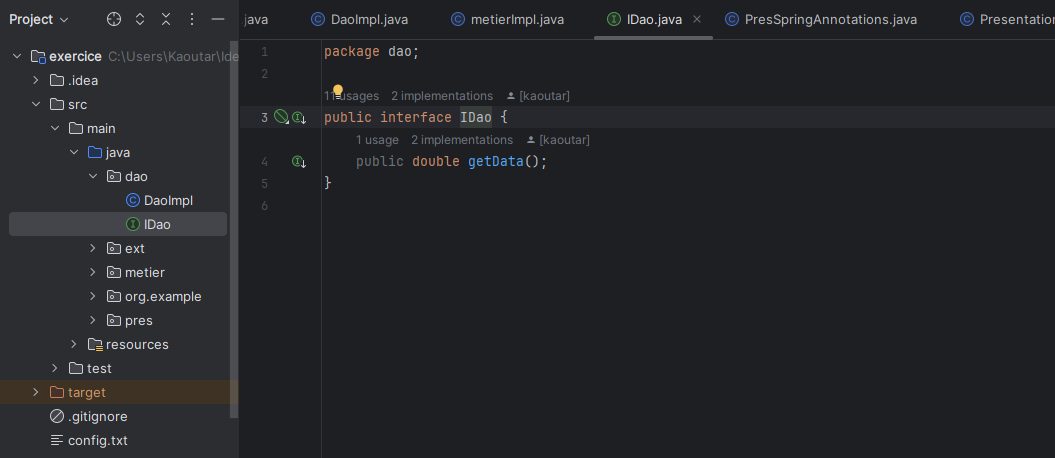 Project
exercice C:\Users\Kaoutar\Ide
.idea
src
main
java
dao
DaoImpl
IDao
ext
metier
org.example
pres
resources
test
target
.gitignore
config.txt
.java DaoImpl.java metierImpl.java IDao.java PresSpringAnnotations.java Presentation
1 package dao;
2
11 usages 2 implementations [kaoutar]
3 public interface IDao {
1 usage 2 implementations [kaoutar]
4 public double getData();
5 }
6